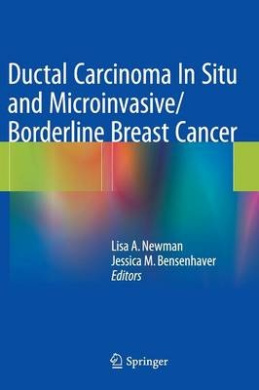 Ductal Carcinoma In Situ
and Microinvasive/
Borderline Breast Cancer
Lisa A. Newman
Jessica M. Bensenhaver
Editors
Springer